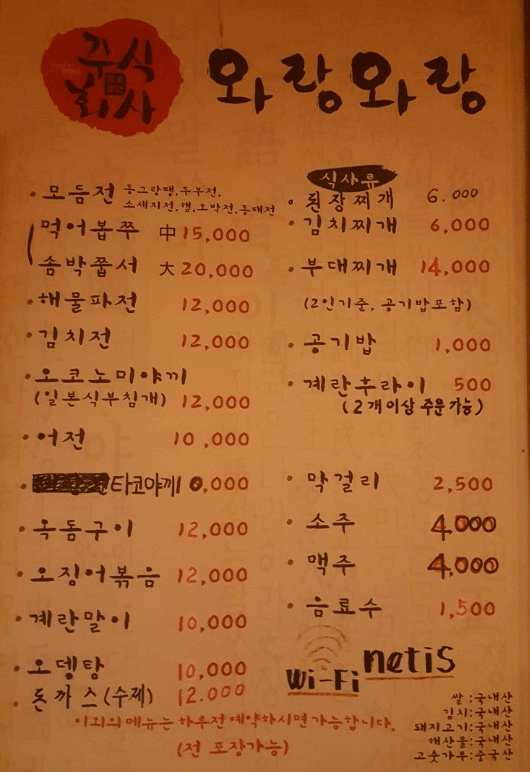 주식
회사
와랑와랑
• 모듬전 동그랑땡, 두부전,
소세지전, 햄, 호박전, 동태전
먹어봅쭈 中 15,000
솜박쭙서 大 20,000
• 해물파전 12,000
• 김치전 12,000
• 오코노미야끼
(일본식부침개) 12,000
• 어전 10,000
타코야끼
• 옥돔구이 12,000
• 오징어볶음 12,000
• 계란말이 10,000
• 오뎅탕 10,000
• 돈까스(수제) 12.000
식사류
• 된장찌개 6.000
• 김치찌개 6,000
• 부대찌개 14,000
(2인기준, 공기밥포함)
• 공기밥 1,000
• 계란후라이 500
(2개이상 주문가능)
• 막걸리 2,500
• 소주 4,000
• 맥주 4,000
• 음료수 1,500
Wi-Fi netis
이외의 메뉴는 하루전 예약하시면 가능합니다.
(전 포장가능)
쌀:국내산
김치:국내산
돼지고기:국내산
해산물:국내산
고춧가루:중국산